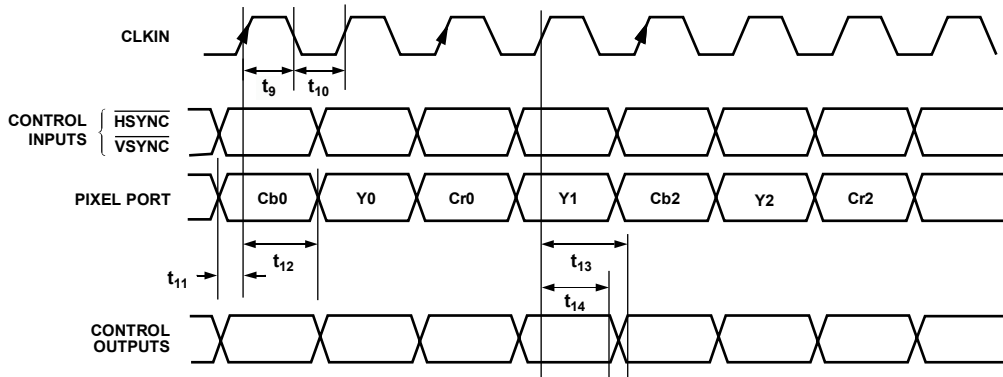 CLKIN
t9
t10
CONTROL
INPUTS
HSYNC
VSYNC
PIXEL PORT
Cb0
Y0
Cr0
Y1
Cb2
Y2
Cr2
t12
t11
t13
t14
CONTROL
OUTPUTS